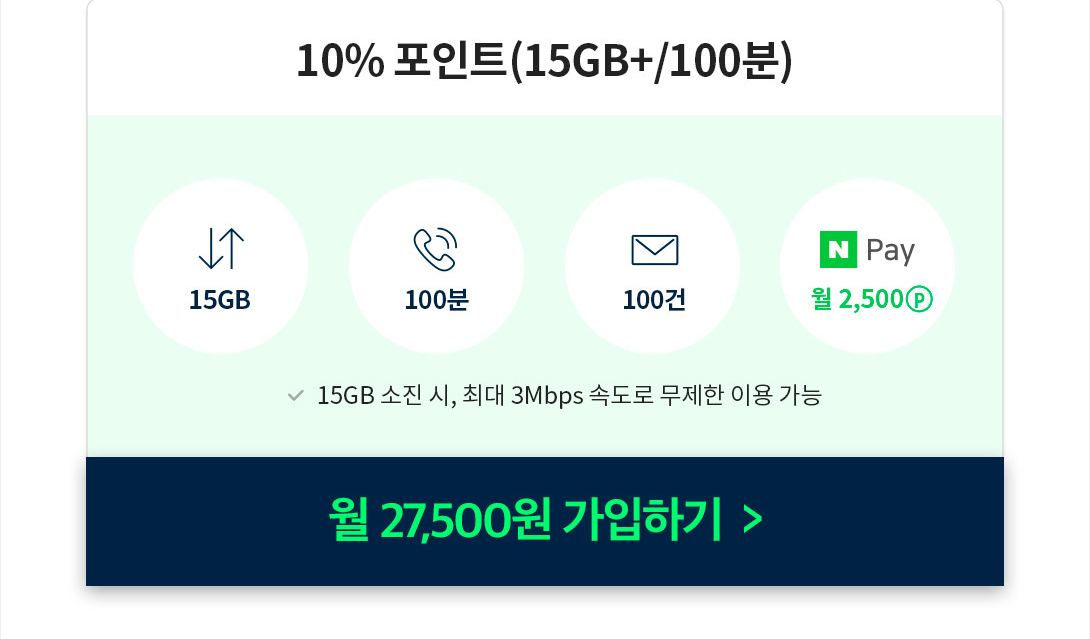 10% 포인트(15GB+/100분)
15GB
100분
100건
N Pay
월 2,500Ⓟ
15GB 소진 시, 최대 3Mbps 속도로 무제한 이용 가능
월 27,500원 가입하기 >